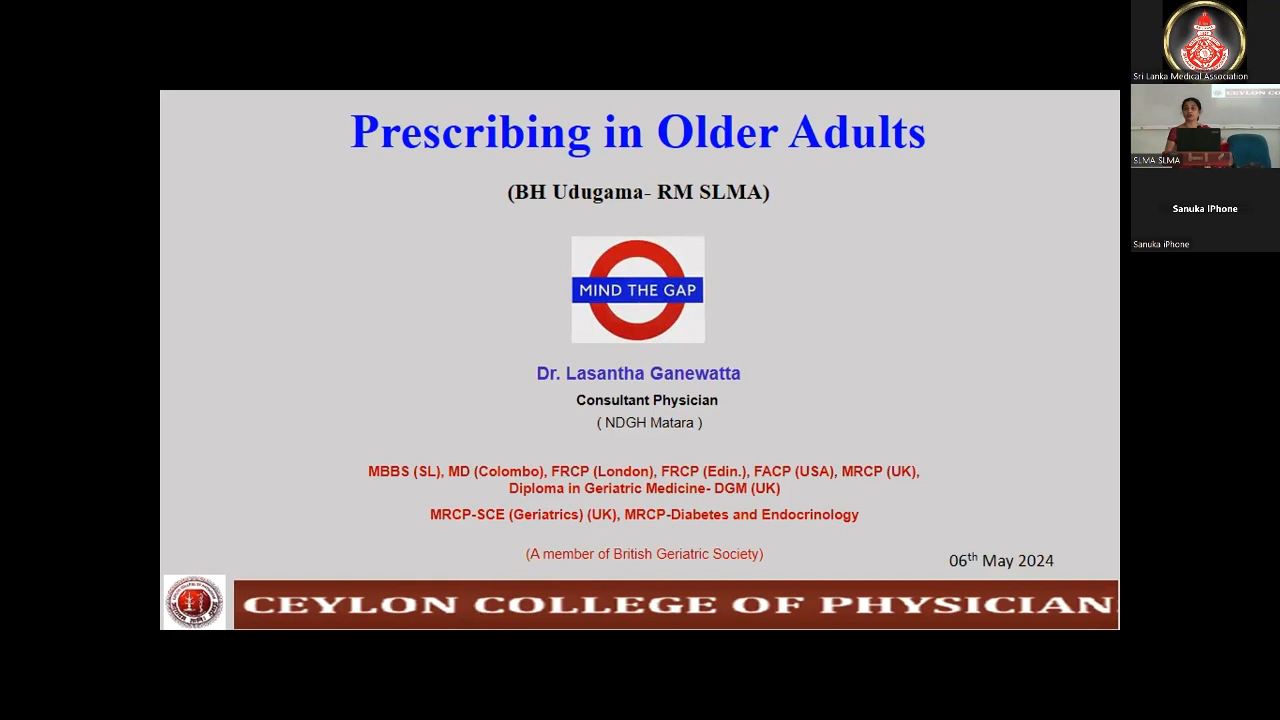 Prescribing in Older Adults
(BH Udugama- RM SLMA)
MIND THE GAP
Dr. Lasantha Ganewatta
Consultant Physician
( NDGH Matara )
MBBS (SL), MD (Colombo), FRCP (London), FRCP (Edin.), FACP (USA), MRCP (UK),
Diploma in Geriatric Medicine- DGM (UK)
MRCP-SCE (Geriatrics) (UK), MRCP-Diabetes and Endocrinology
(A member of British Geriatric Society)
06th May 2024
CEYLON COLLEGE OF PHYSICIAN
Sri Lanka Medical Association
CEYLON CO
SLMA SLMA
Sanuka IPhone
Sanuka iPhone